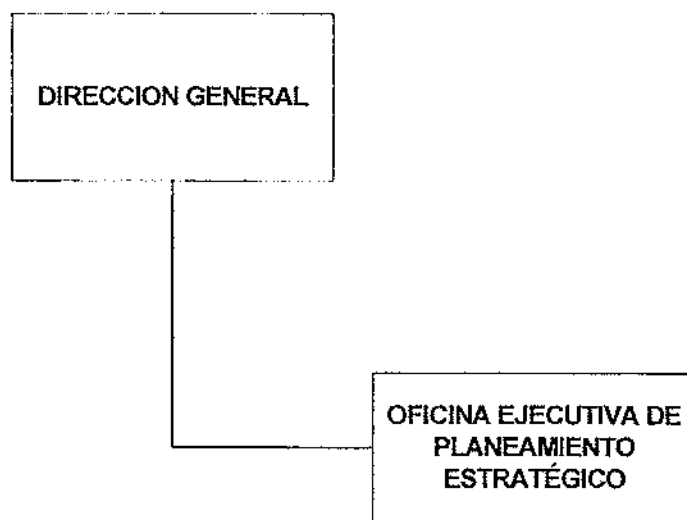 DIRECCION GENERAL
OFICINA EJECUTIVA DE
PLANEAMIENTO
ESTRATÉGICO